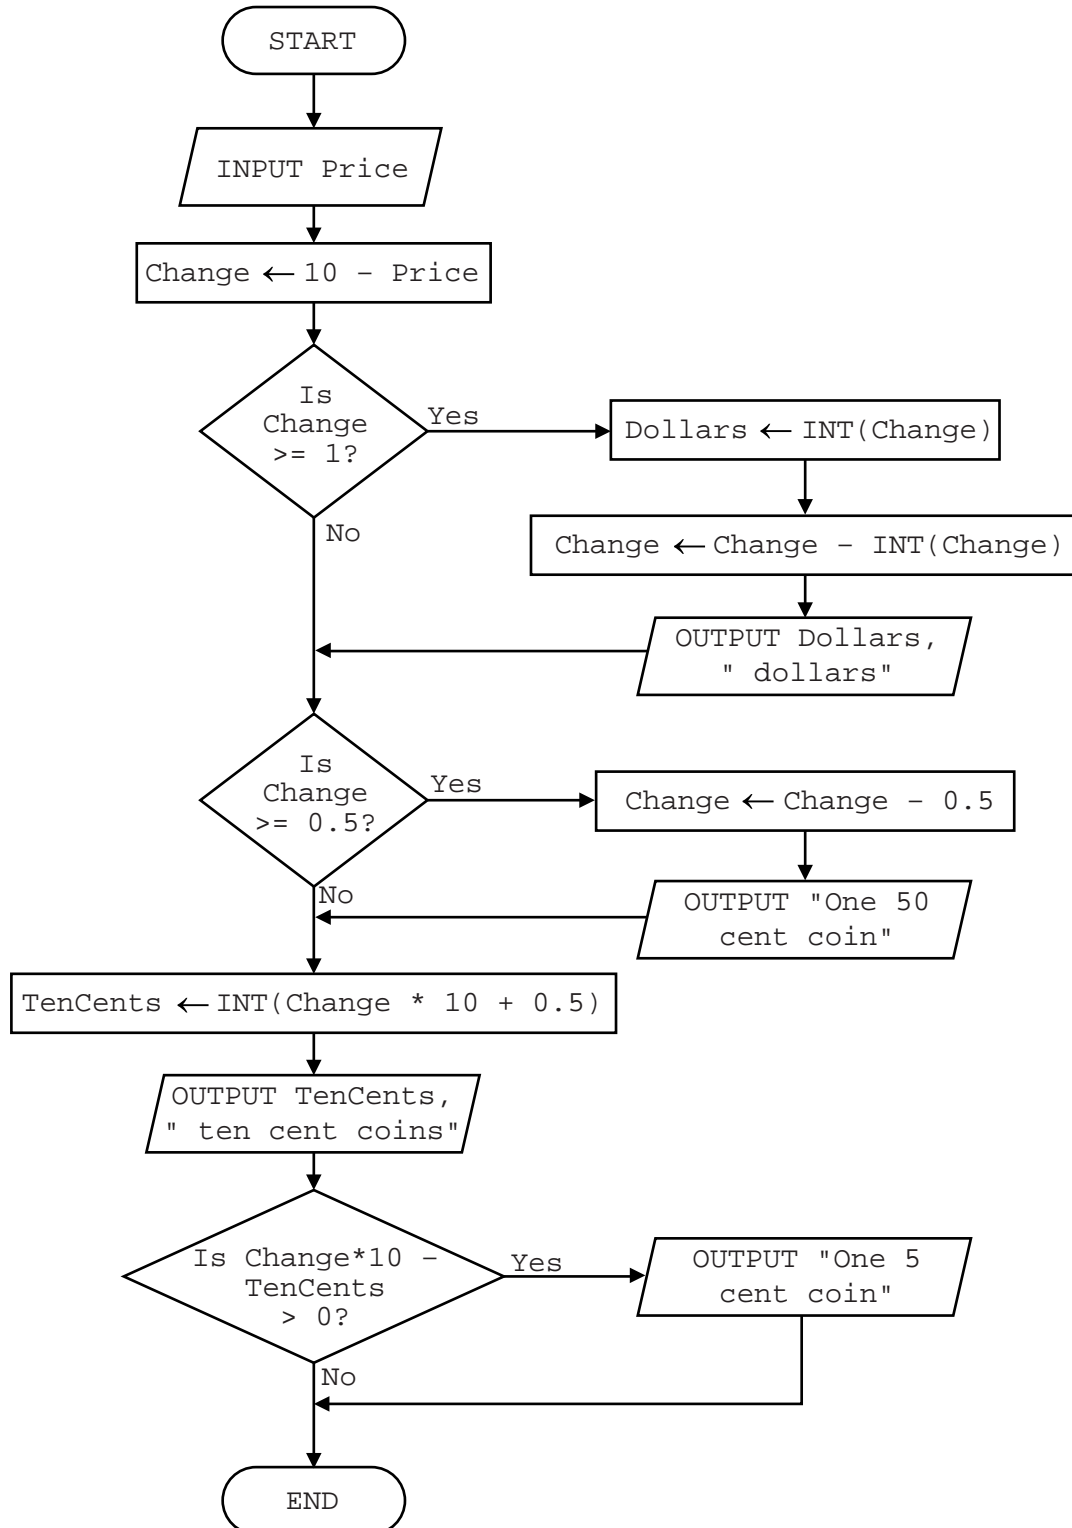 START
INPUT Price
Change ← 10 – Price
Is
Change
>= 1?
Yes
Dollars ← INT(Change)
Change ← Change – INT(Change)
No
OUTPUT Dollars,
" dollars"
Is
Change
>= 0.5?
Yes
Change ← Change – 0.5
No
OUTPUT "One 50
cent coin"
TenCents ← INT(Change * 10 + 0.5)
OUTPUT TenCents,
" ten cent coins"
Is Change*10 –
TenCents
> 0?
Yes
OUTPUT "One 5
cent coin"
No
END